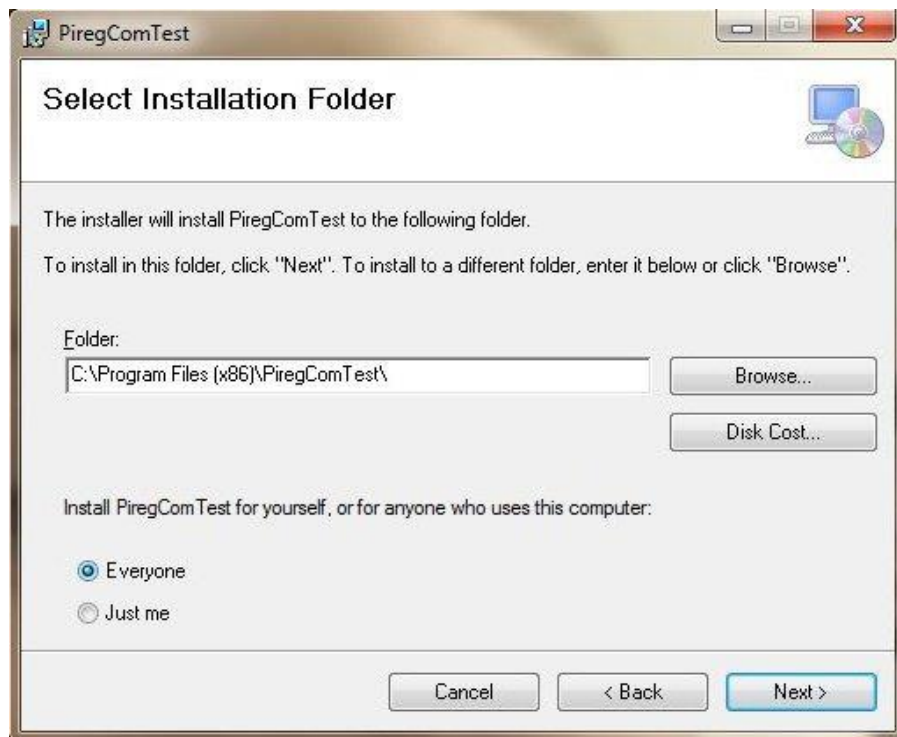 PiregComTest
Select Installation Folder
The installer will install PiregComTest to the following folder.
To install in this folder, click "Next". To install to a different folder, enter it below or click "Browse".
Folder:
C:\Program Files (x86)\PiregComTest\
Browse...
Disk Cost...
Install PiregComTest for yourself, or for anyone who uses this computer:
Everyone
Just me
Cancel
< Back
Next >